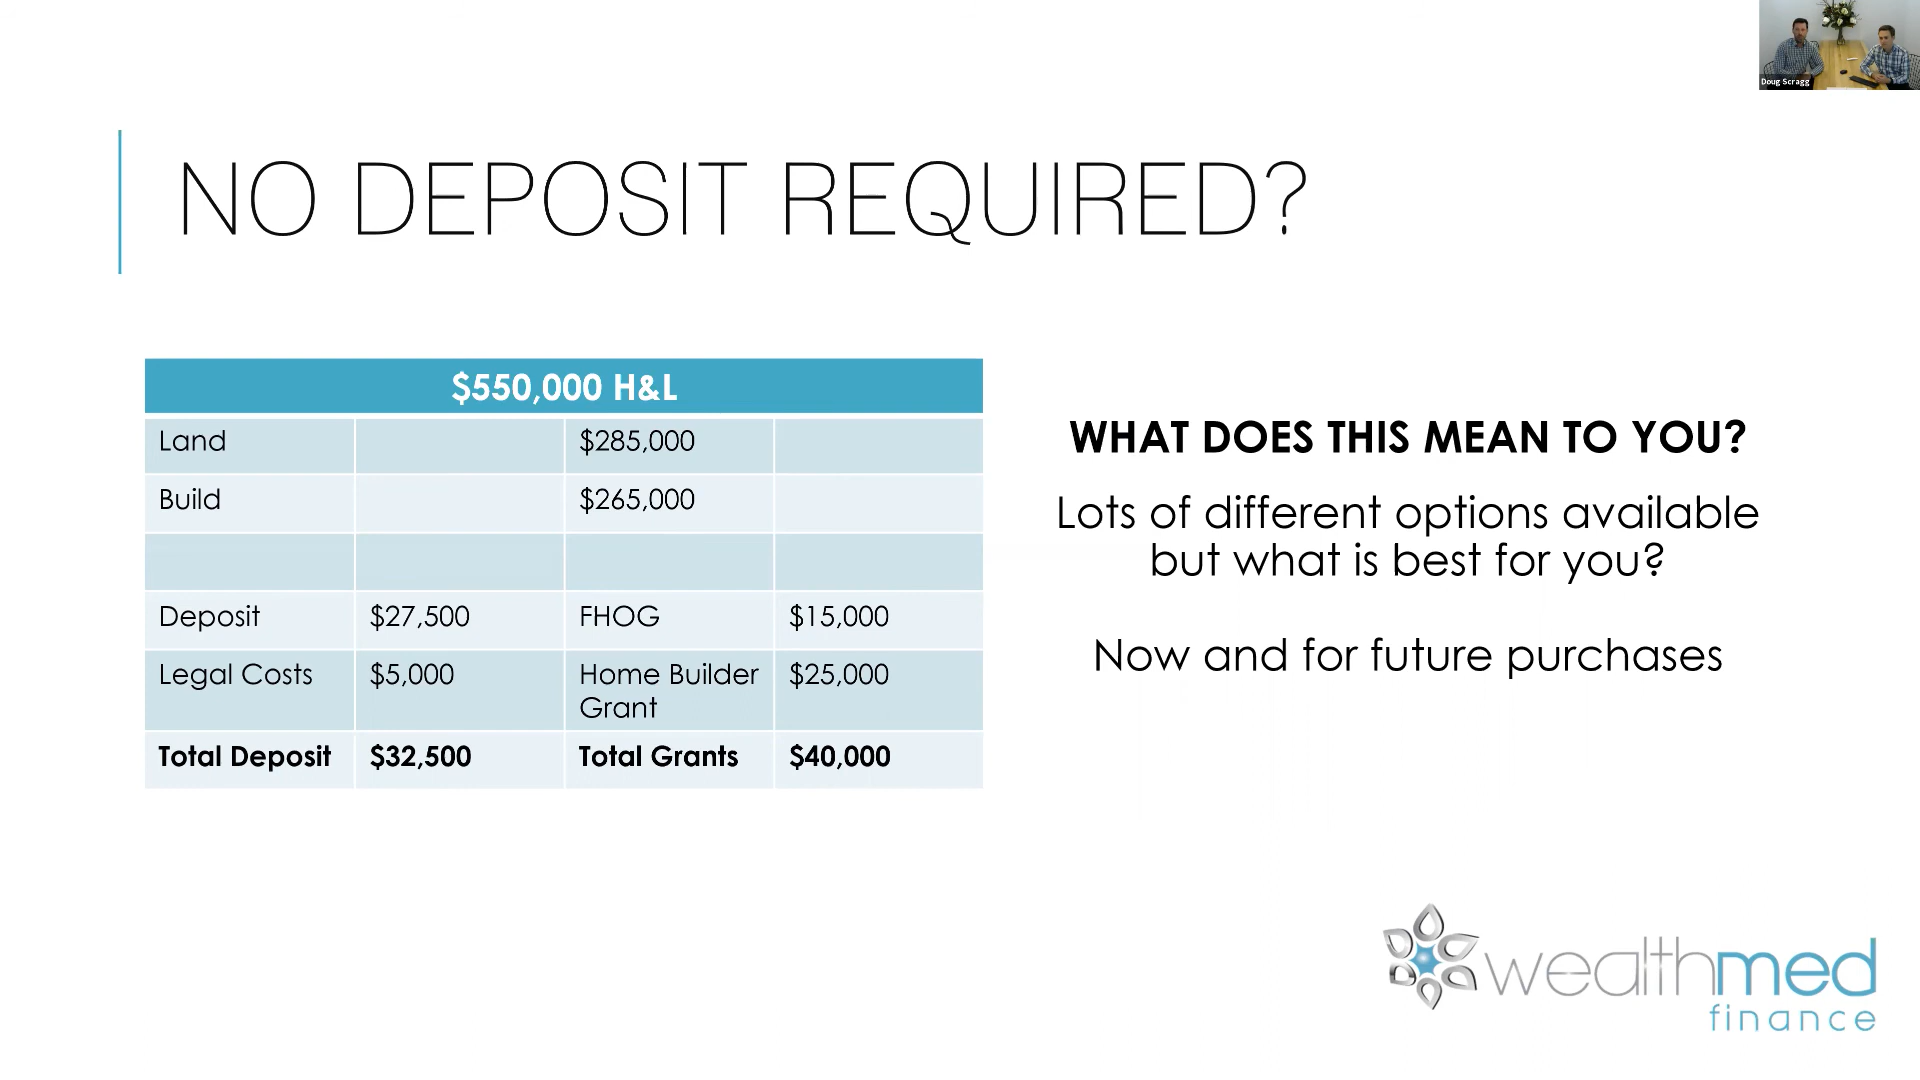 Doug Scragg
NO DEPOSIT REQUIRED?
$550,000 H&L
Land $285,000
Build $265,000
Deposit $27,500 FHOG $15,000
Legal Costs $5,000 Home Builder Grant $25,000
Total Deposit $32,500 Total Grants $40,000
WHAT DOES THIS MEAN TO YOU?
Lots of different options available
but what is best for you?
Now and for future purchases
wealthmed
finance